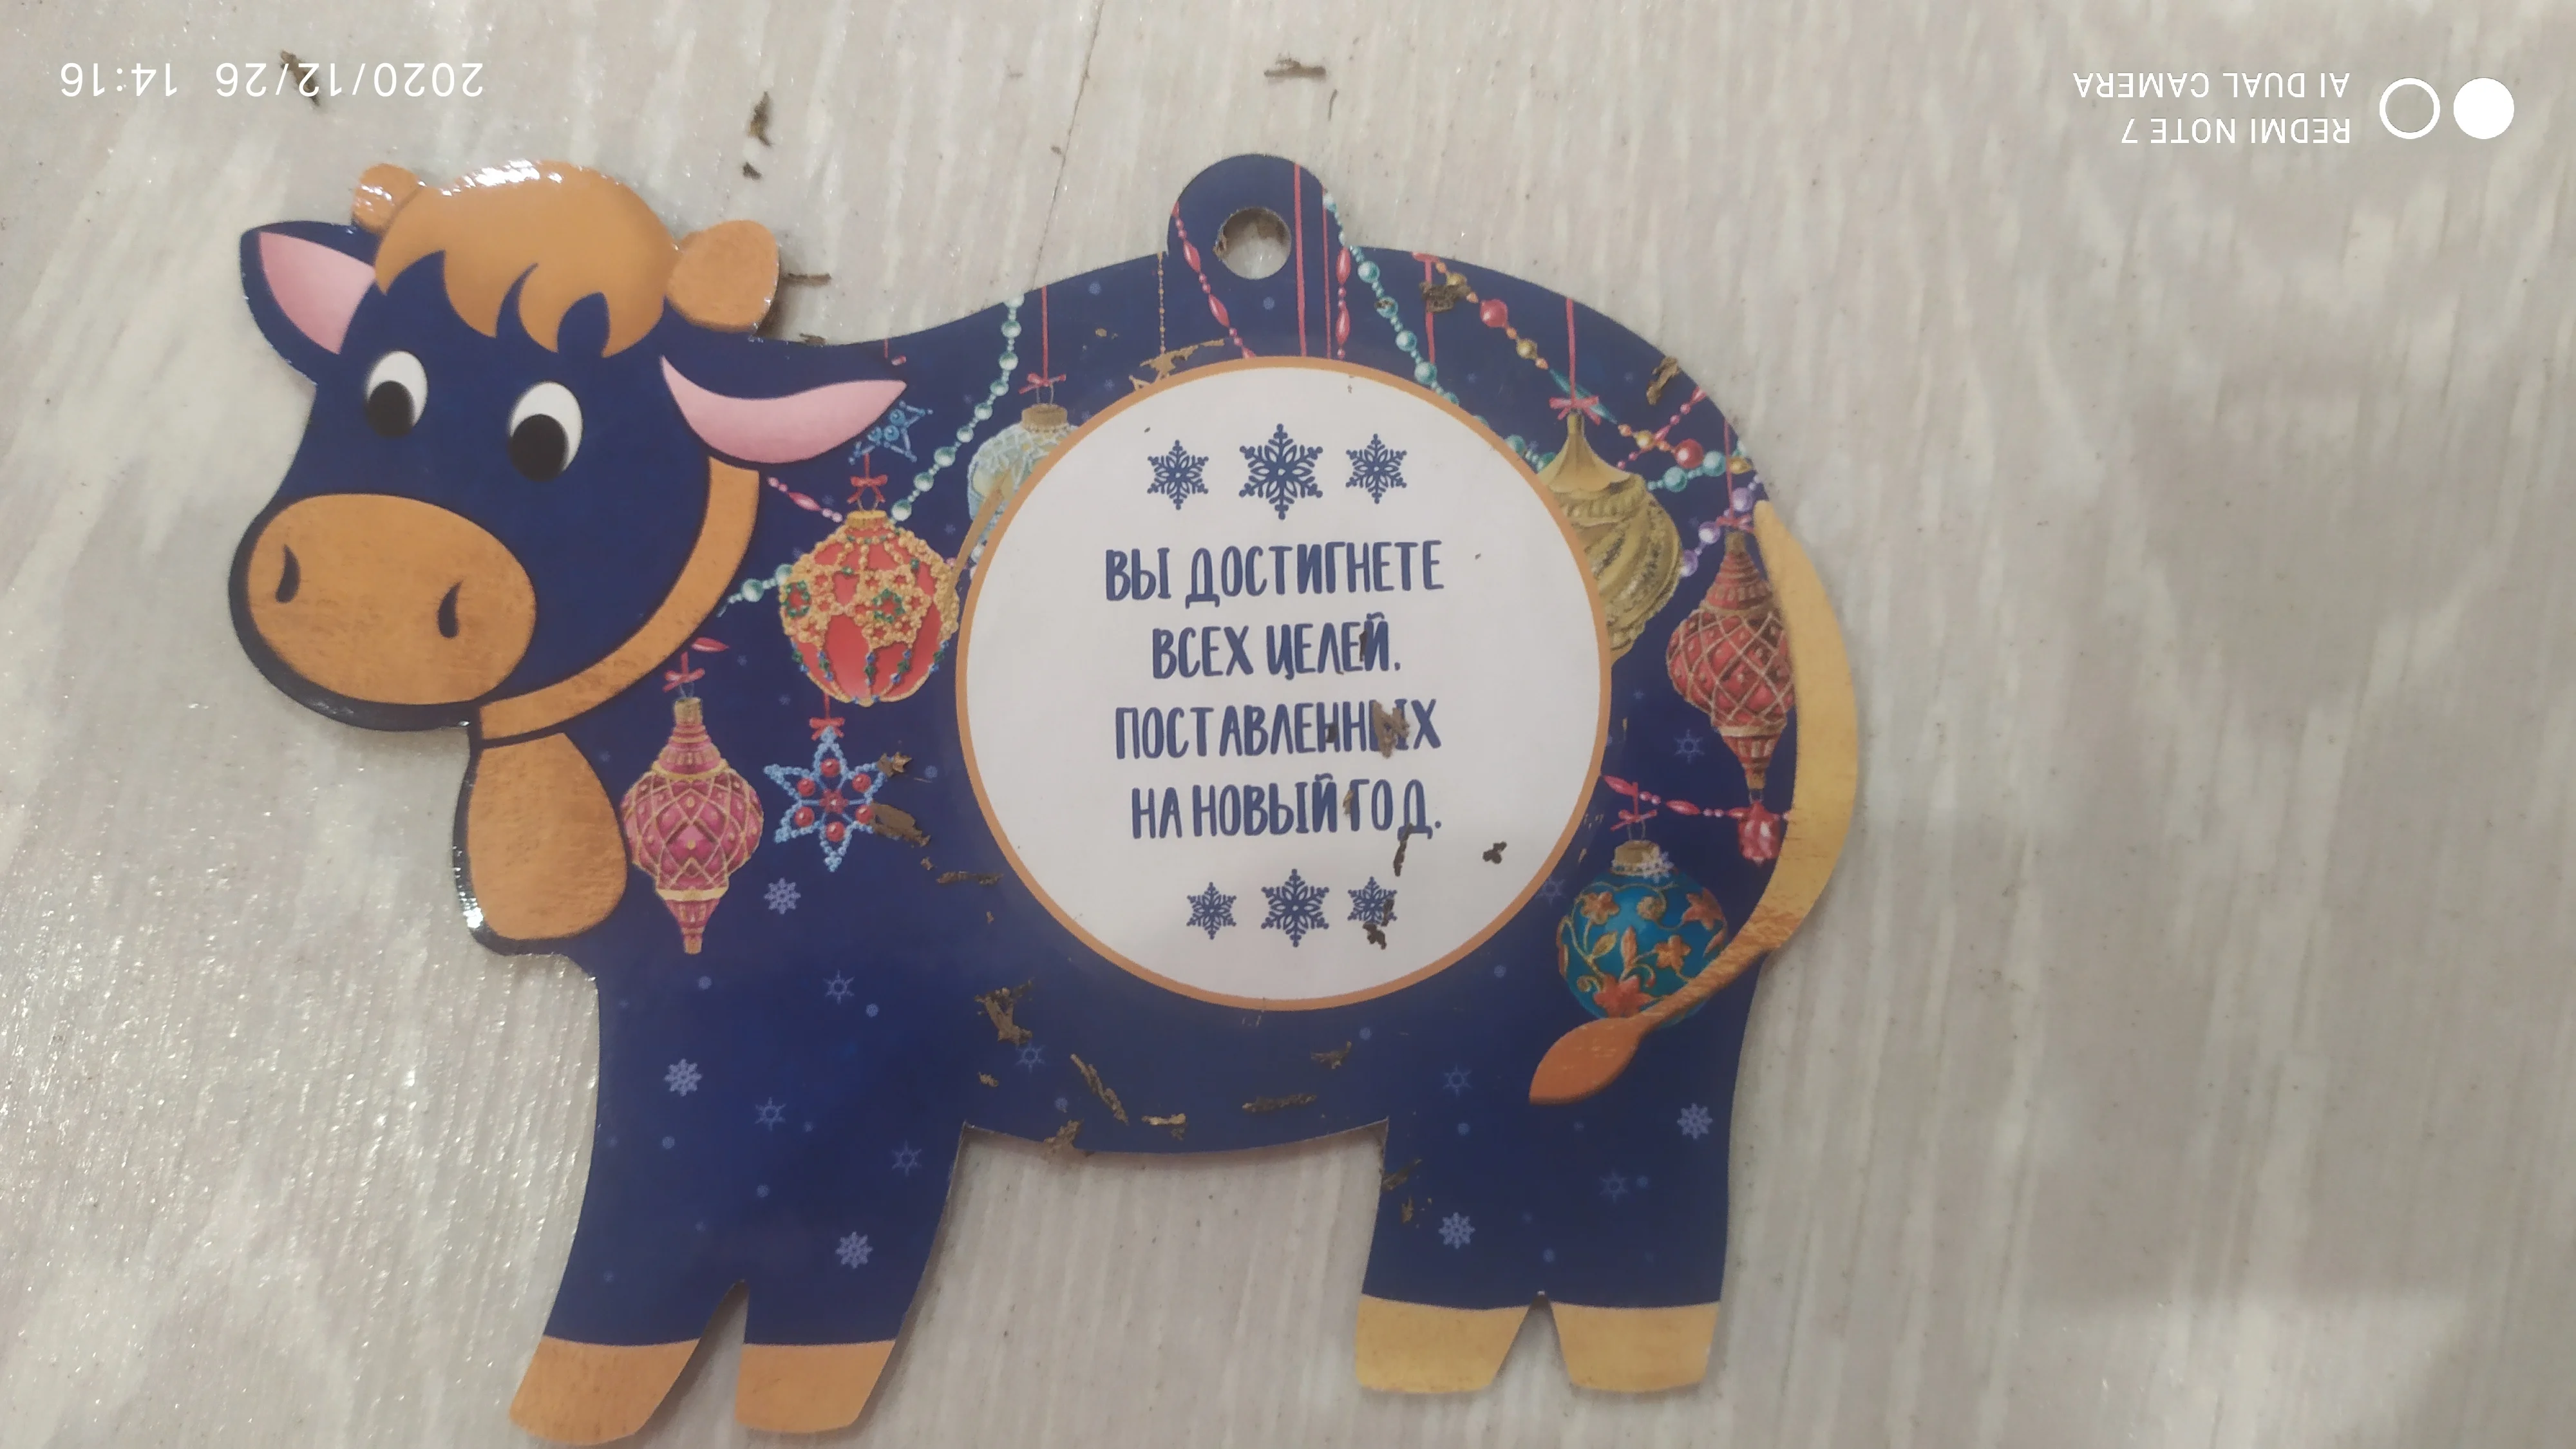 ВЫ ДОСТИГНЕТЕ
ВСЕХ ЦЕЛЕЙ.
ПОСТАВЛЕННЫХ
НА НОВЫЙ ГОД.
REDMI NOTE 7
AI DUAL CAMERA
2020/12/26 14:16